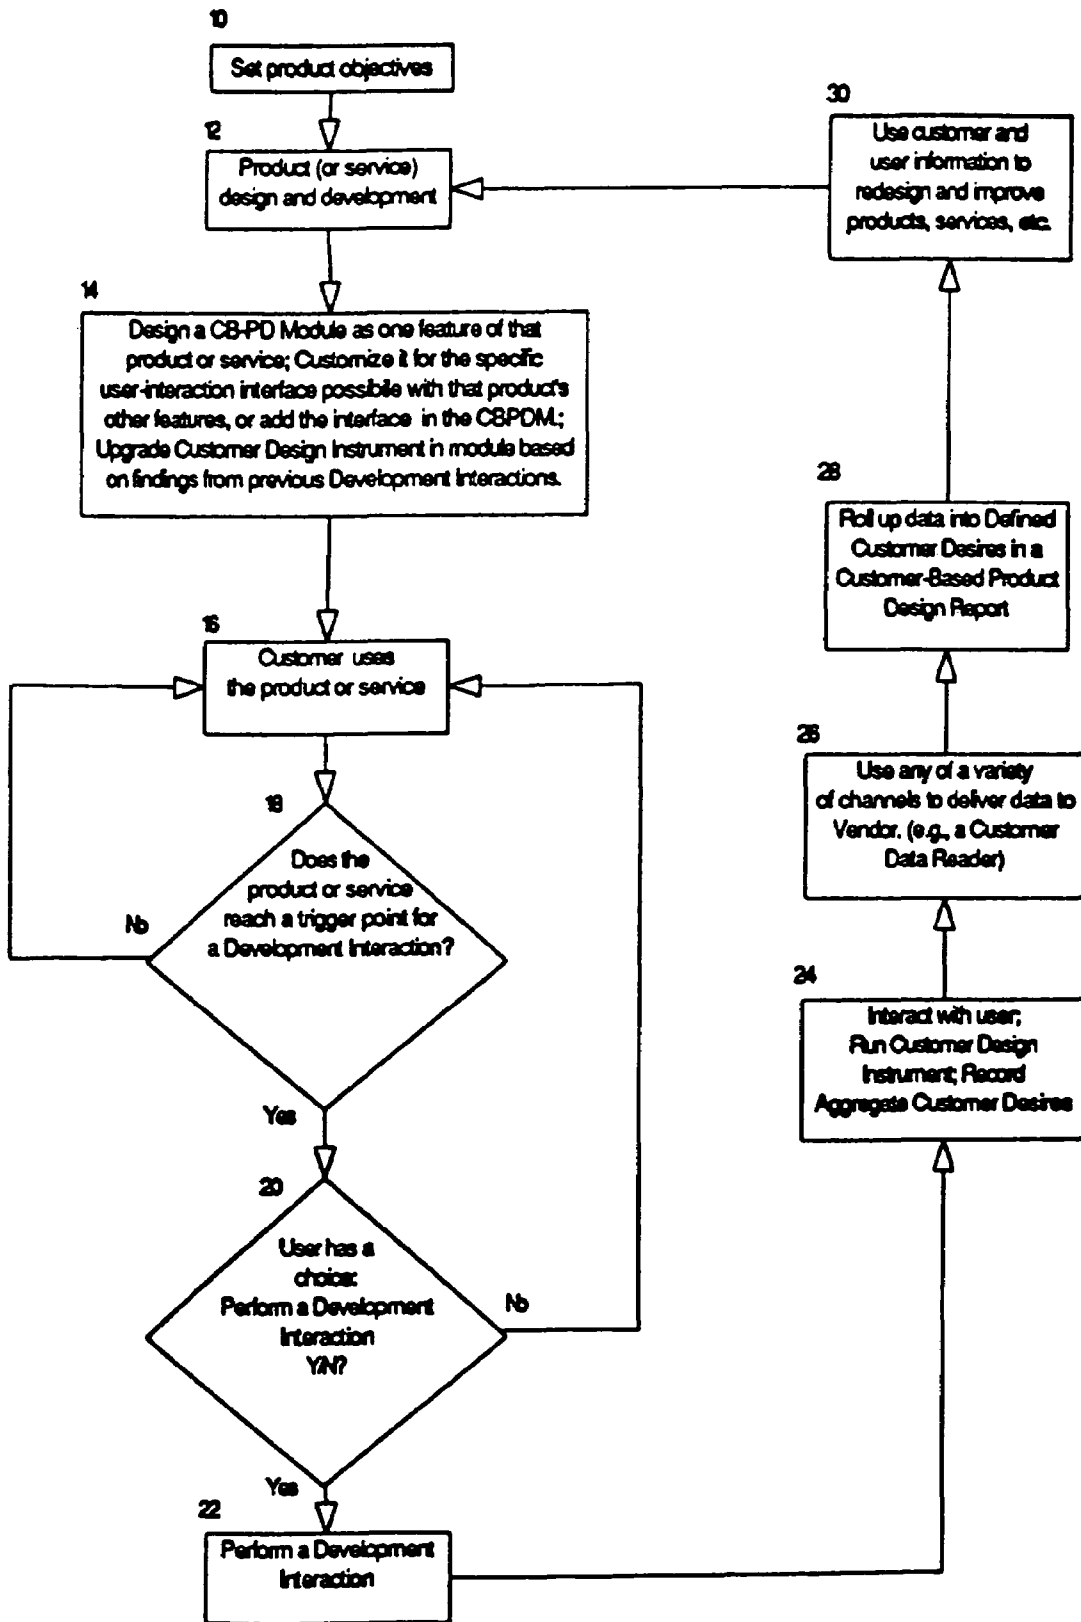 10
Set product objectives
12
Product (or service)
design and development
14
Design a CB-PD Module as one feature of that
product or service; Customize it for the specific
user-interaction interface possibile with that product's
other features, or add the interface in the CBPDM.;
Upgrade Customer Design Instrument in module based
on findings from previous Development Interactions.
16
Customer uses
the product or service
18
Does the
product or service
reach a trigger point for
a Development Interaction?
No
Yes
20
User has a
choice:
Perform a Development
Interaction
Y/N?
No
Yes
22
Perform a Development
Interaction
24
Interact with user;
Run Customer Design
Instrument; Record
Aggregate Customer Desires
26
Use any of a variety
of channels to deliver data to
Vendor. (e.g., a Customer
Data Reader)
28
Roll up data into Defined
Customer Desires in a
Customer-Based Product
Design Report
30
Use customer and
user information to
redesign and improve
products, services, etc.